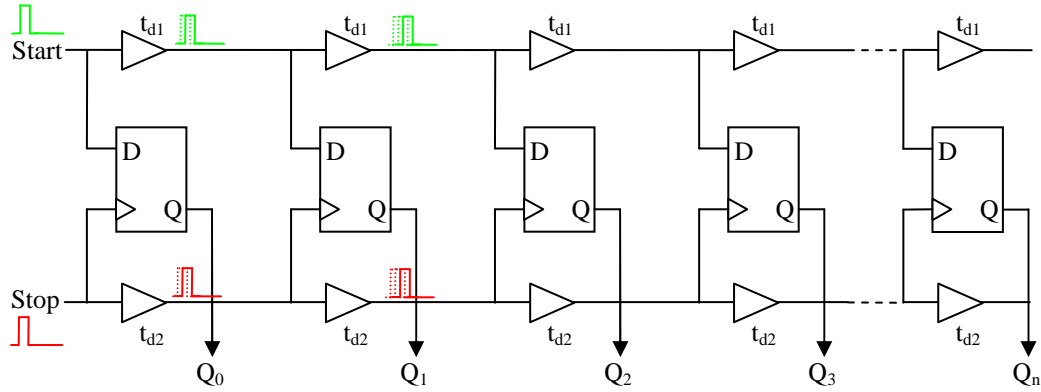 t_d1 t_d1 t_d1 t_d1 t_d1
Start
D D D D D
Q Q Q Q Q
Stop
t_d2 t_d2 t_d2 t_d2 t_d2
Q_0 Q_1 Q_2 Q_3 Q_n